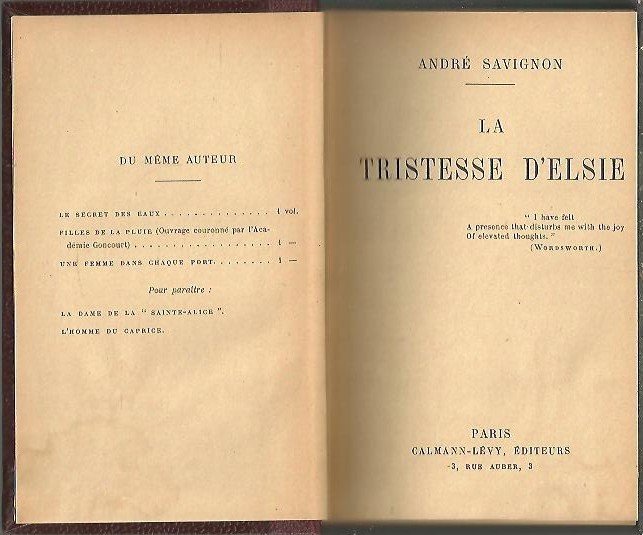 DU MÊME AUTEUR
LE SECRET DES EAUX . . . . . . . . . . . . . . 1 vol.
FILLES DE LA PLUIE (Ouvrage couronné par l'Aca-
démie Goncourt) . . . . . . . . . . . . . . . . . 1 —
UNE FEMME DANS CHAQUE PORT. . . . . . . . 1 —
Pour paraître :
LA DAME DE LA “ SAINTE-ALICE ”.
L'HOMME DU CAPRICE.
ANDRÉ SAVIGNON
LA
TRISTESSE D'ELSIE
“ I have felt
A presence that disturbs me with the joy
Of elevated thoughts. ”
(WORDSWORTH.)
PARIS
CALMANN-LÉVY, ÉDITEURS
3, RUE AUBER, 3